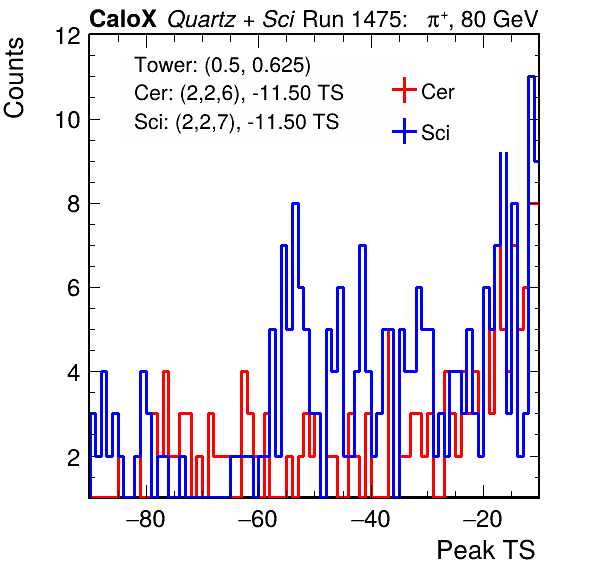 CaloX Quartz + Sci Run 1475: π⁺, 80 GeV
Counts
12
10
8
6
4
2
Tower: (0.5, 0.625)
Cer: (2,2,6), -11.50 TS
Sci: (2,2,7), -11.50 TS
Cer
Sci
−80 −60 −40 −20
Peak TS